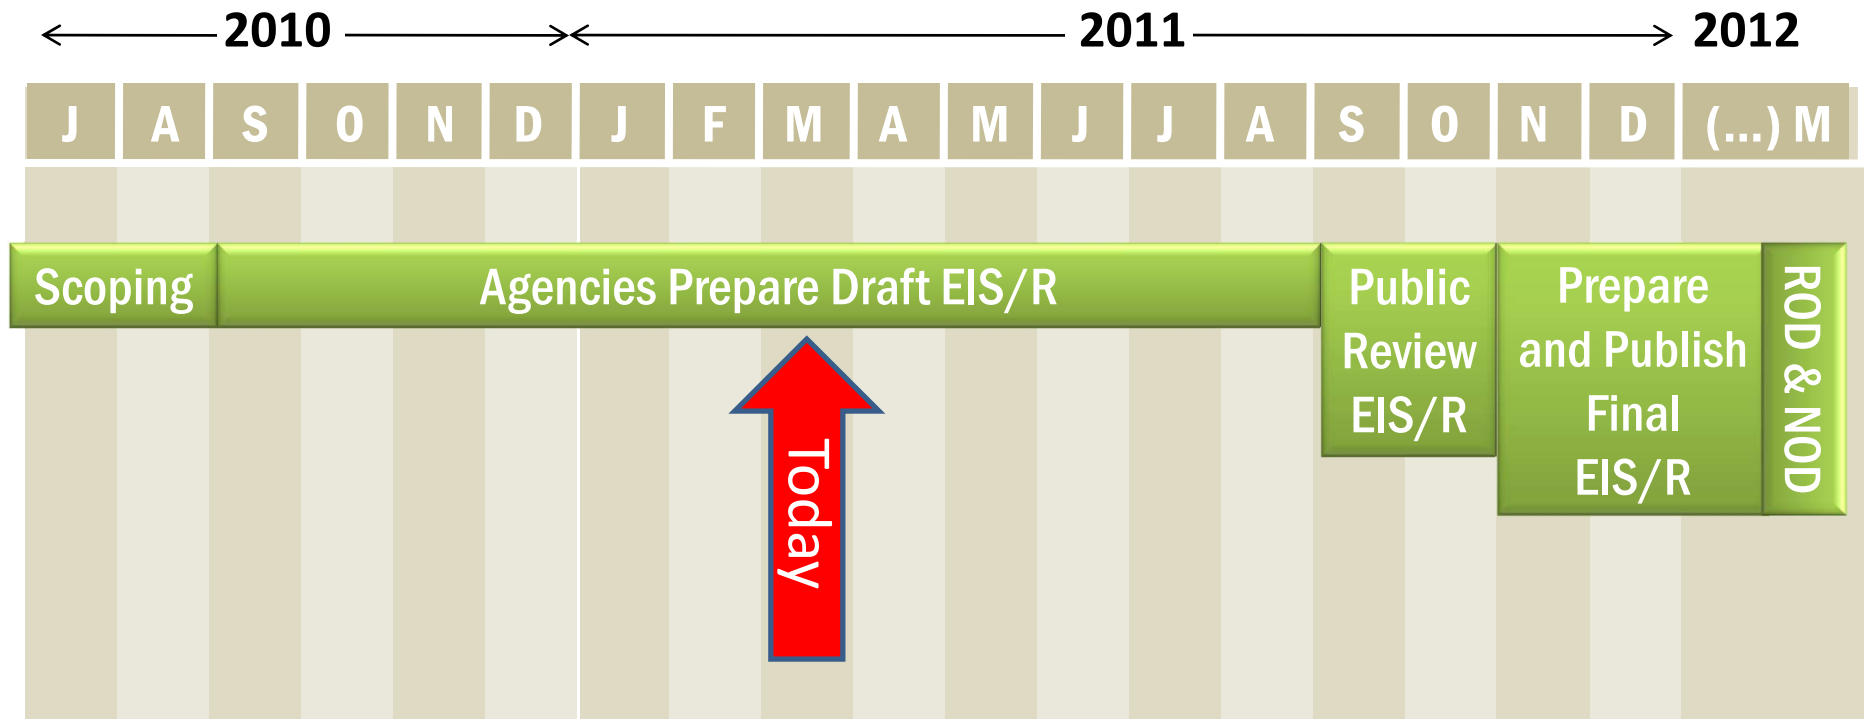 2010 2011 2012
J A S O N D J F M A M J J A S O N D (...) M
Scoping
Agencies Prepare Draft EIS/R
Public
Review
EIS/R
Prepare
and Publish
Final
EIS/R
ROD & NOD
Today